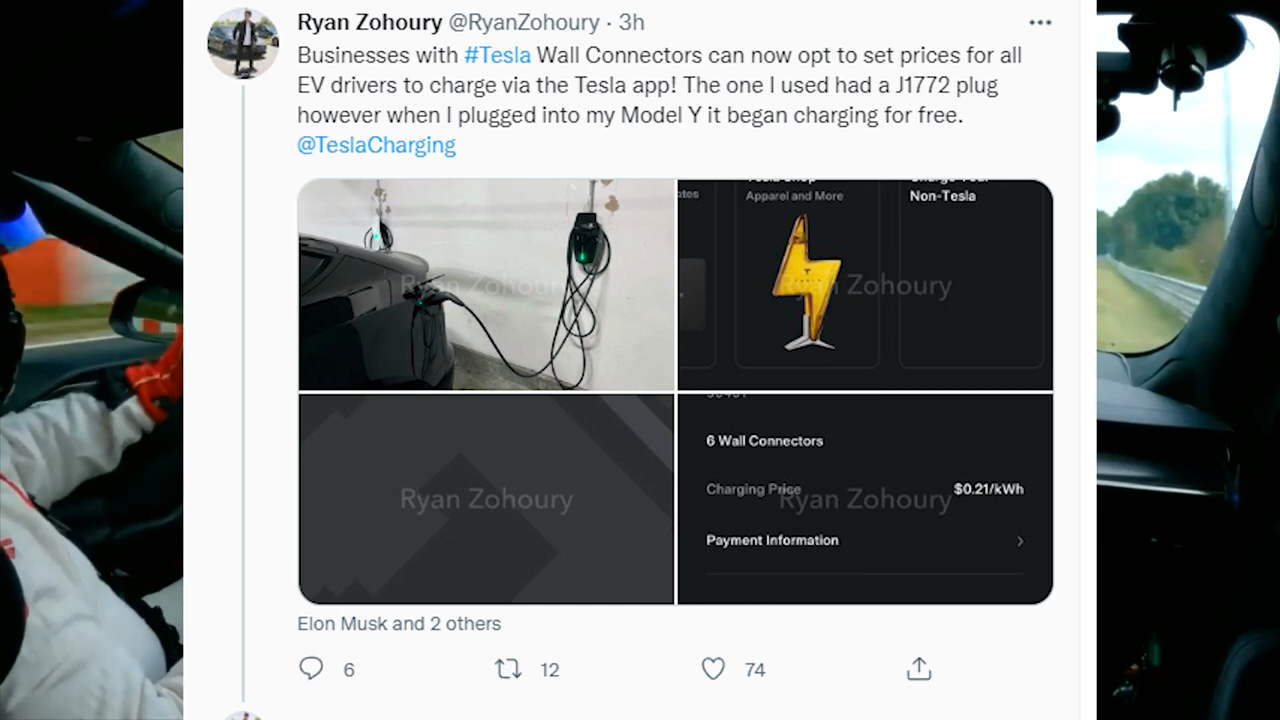 Ryan Zohoury @RyanZohoury · 3h
Businesses with #Tesla Wall Connectors can now opt to set prices for all
EV drivers to charge via the Tesla app! The one I used had a J1772 plug
however when I plugged into my Model Y it began charging for free.
@TeslaCharging
Apparel and More
Non-Tesla
Ryan Zohoury
Ryan Zohoury
6 Wall Connectors
Charging Price $0.21/kWh
Payment Information
Ryan Zohoury
Ryan Zohoury
Elon Musk and 2 others
6 12 74